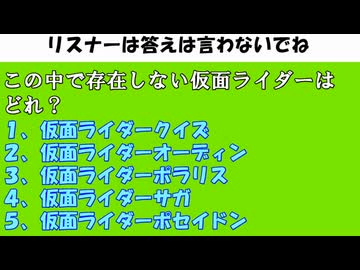 リスナーは答えは言わないでね
この中で存在しない仮面ライダーは
どれ？
１、仮面ライダークイズ
２、仮面ライダーオーディン
３、仮面ライダーポラリス
４、仮面ライダーサガ
５、仮面ライダーポセイドン